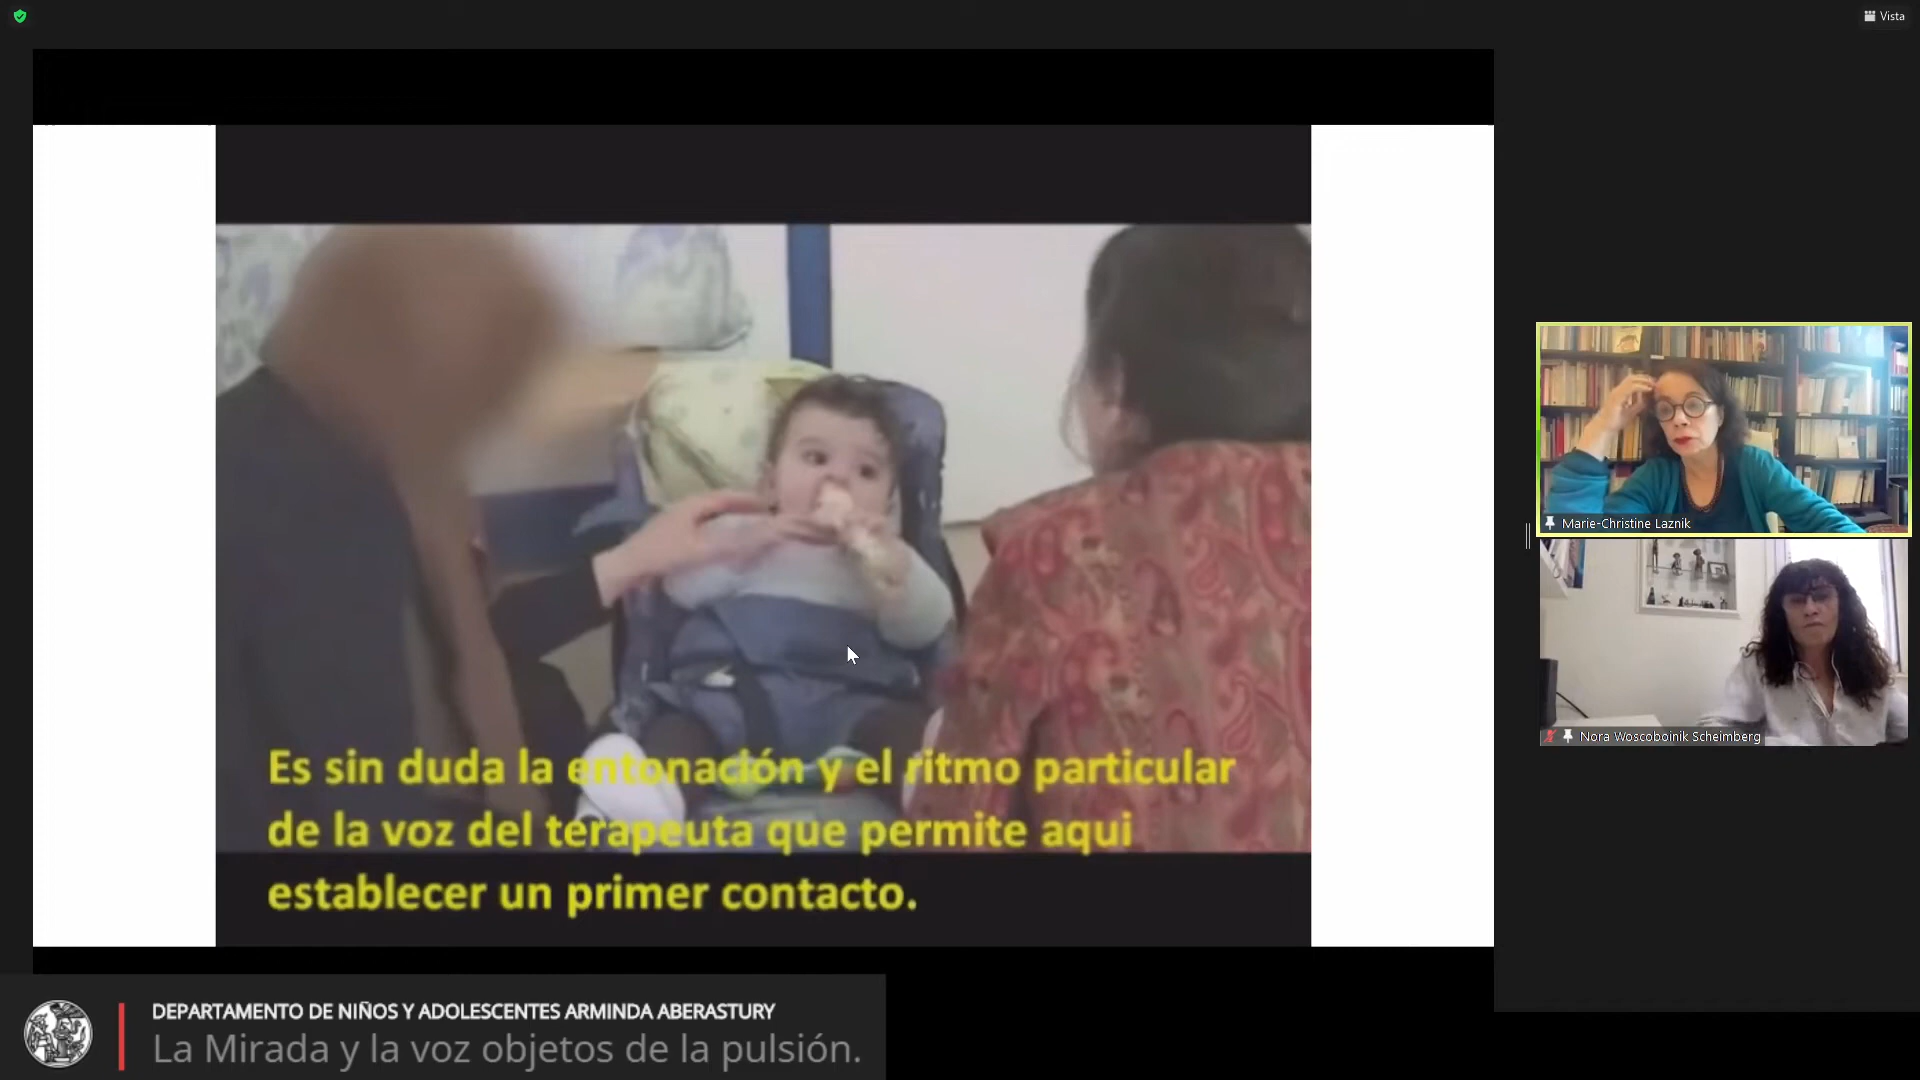 Vista
Es sin duda la entonación y el ritmo particular
de la voz del terapeuta que permite aqui
establecer un primer contacto.
Marie-Christine Laznik
Nora Woscoboinik Scheimberg
DEPARTAMENTO DE NIÑOS Y ADOLESCENTES ARMINDA ABERASTURY
La Mirada y la voz objetos de la pulsión.